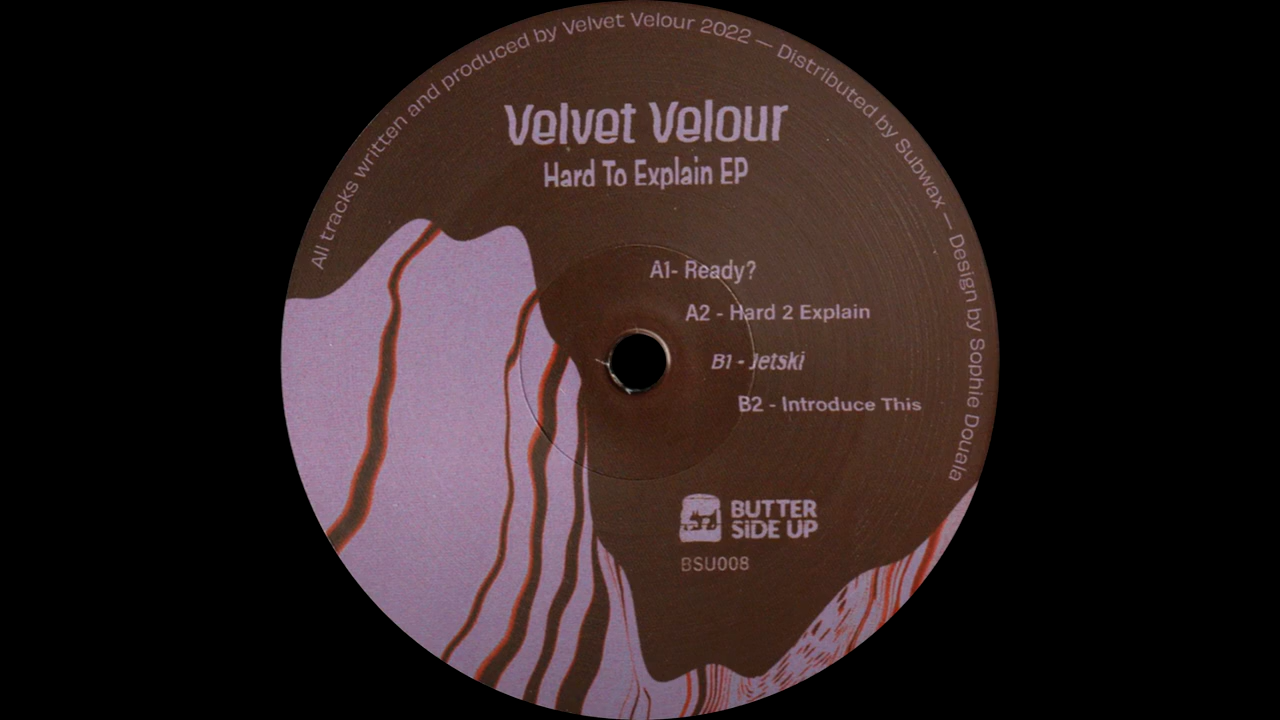 All tracks written and produced by Velvet Velour 2022 — Distributed by Subwax — Design by Sophie Douala
Velvet Velour
Hard To Explain EP
A1- Ready?
A2 - Hard 2 Explain
B1 - Jetski
B2 - Introduce This
BUTTER
SiDE UP
BSU008